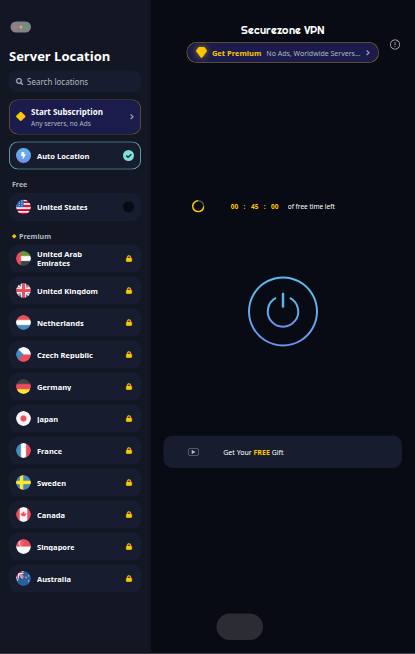 Securezone VPN
Get Premium No Ads, Worldwide Servers...
Server Location
Search locations
Start Subscription
Any servers, no Ads
Auto Location
Free
United States
Premium
United Arab
Emirates
United Kingdom
Netherlands
Czech Republic
Germany
Japan
France
Sweden
Canada
Singapore
Australia
00 : 45 : 00 of free time left
Get Your FREE Gift